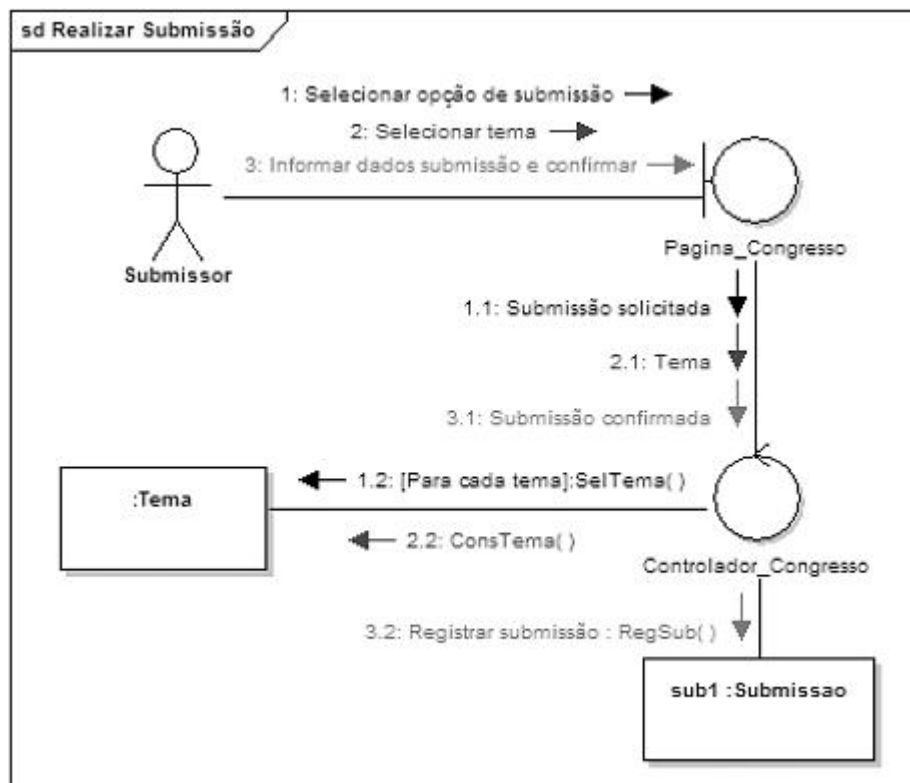 sd Realizar Submissão
1: Selecionar opção de submissão
2: Selecionar tema
3: Informar dados submissão e confirmar
Submissor
Pagina_Congresso
1.1: Submissão solicitada
2.1: Tema
3.1: Submissão confirmada
1.2: [Para cada tema]:SelTema( )
:Tema
2.2: ConsTema( )
Controlador_Congresso
3.2: Registrar submissão : RegSub( )
sub1 :Submissao